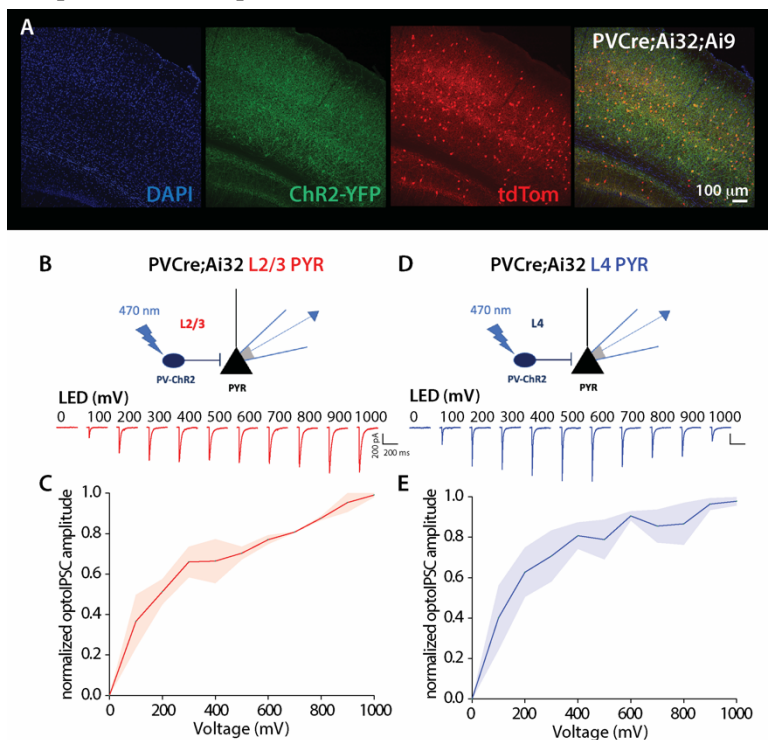 A
PVCre;Ai32;Ai9
DAPI
ChR2-YFP
tdTom
100 μm
B
PVCre;Ai32 L2/3 PYR
470 nm
L2/3
PV-ChR2
PYR
LED (mV)
0 100 200 300 400 500 600 700 800 900 1000
200 pA
200 ms
C
normalized optoIPSC amplitude
1.0
0.8
0.6
0.4
0.2
0.0
0 200 400 600 800 1000
Voltage (mV)
D
PVCre;Ai32 L4 PYR
470 nm
L4
PV-ChR2
PYR
LED (mV)
0 100 200 300 400 500 600 700 800 900 1000
E
normalized optoIPSC amplitude
1.0
0.8
0.6
0.4
0.2
0.0
0 200 400 600 800 1000
Voltage (mV)